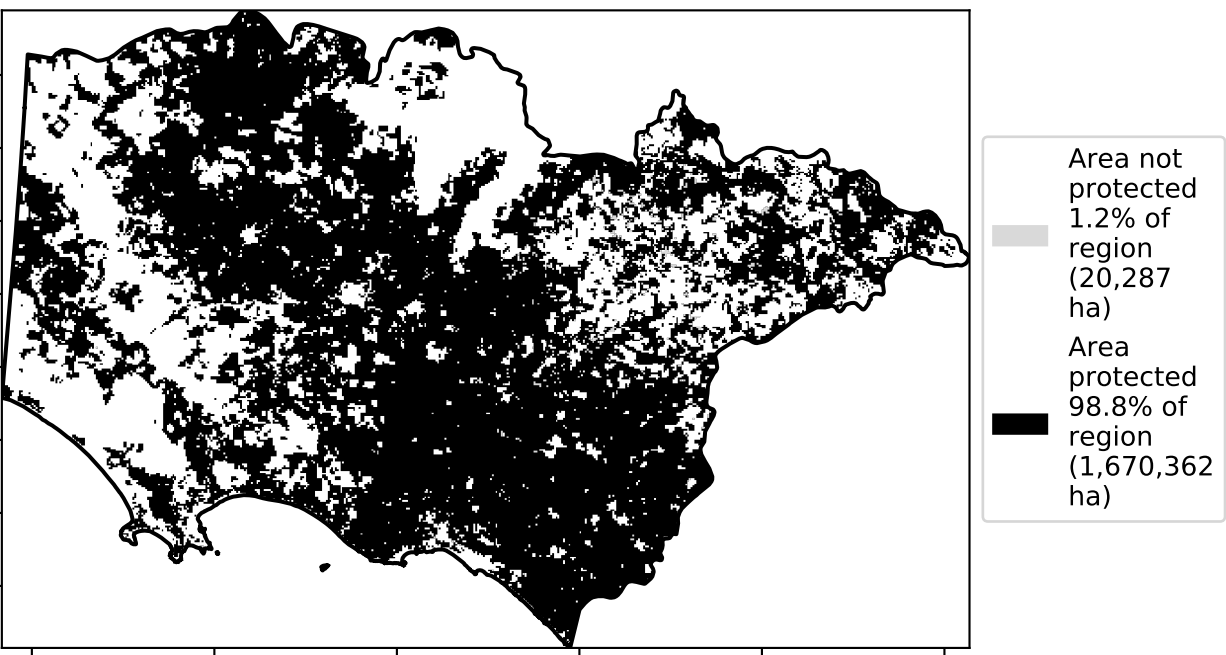 Area not
protected
1.2% of
region
(20,287
ha)
Area
protected
98.8% of
region
(1,670,362
ha)